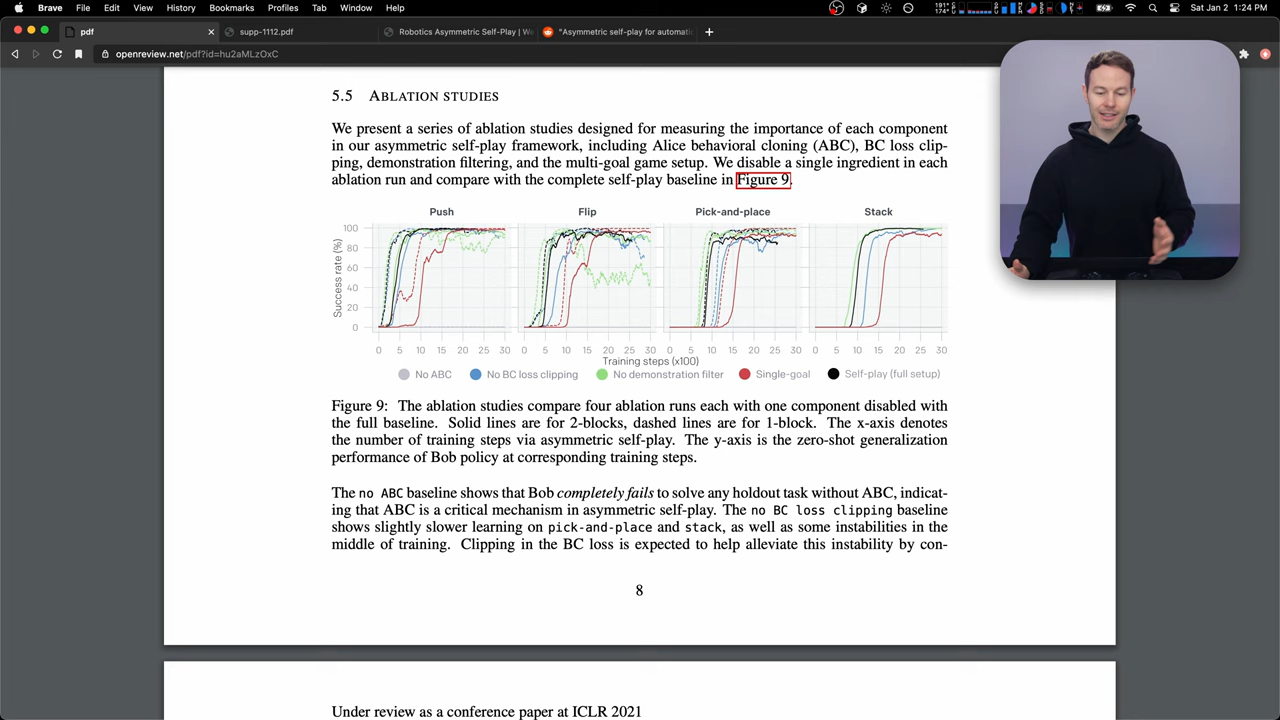 Brave File Edit View History Bookmarks Profiles Tab Window Help
191° 174° Sat Jan 2 1:24 PM
pdf supp-1112.pdf Robotics Asymmetric Self-Play | W "Asymmetric self-play for automati
openreview.net/pdf?id=hu2aMLzOxC
5.5 ABLATION STUDIES
We present a series of ablation studies designed for measuring the importance of each component
in our asymmetric self-play framework, including Alice behavioral cloning (ABC), BC loss clip-
ping, demonstration filtering, and the multi-goal game setup. We disable a single ingredient in each
ablation run and compare with the complete self-play baseline in Figure 9.
Push Flip Pick-and-place Stack
Success rate (%)
100
80
60
40
20
0
0 5 10 15 20 25 30 0 5 10 15 20 25 30 0 5 10 15 20 25 30 0 5 10 15 20 25 30
Training steps (x100)
No ABC No BC loss clipping No demonstration filter Single-goal Self-play (full setup)
Figure 9: The ablation studies compare four ablation runs each with one component disabled with
the full baseline. Solid lines are for 2-blocks, dashed lines are for 1-block. The x-axis denotes
the number of training steps via asymmetric self-play. The y-axis is the zero-shot generalization
performance of Bob policy at corresponding training steps.
The no ABC baseline shows that Bob completely fails to solve any holdout task without ABC, indicat-
ing that ABC is a critical mechanism in asymmetric self-play. The no BC loss clipping baseline
shows slightly slower learning on pick-and-place and stack, as well as some instabilities in the
middle of training. Clipping in the BC loss is expected to help alleviate this instability by con-
8
Under review as a conference paper at ICLR 2021